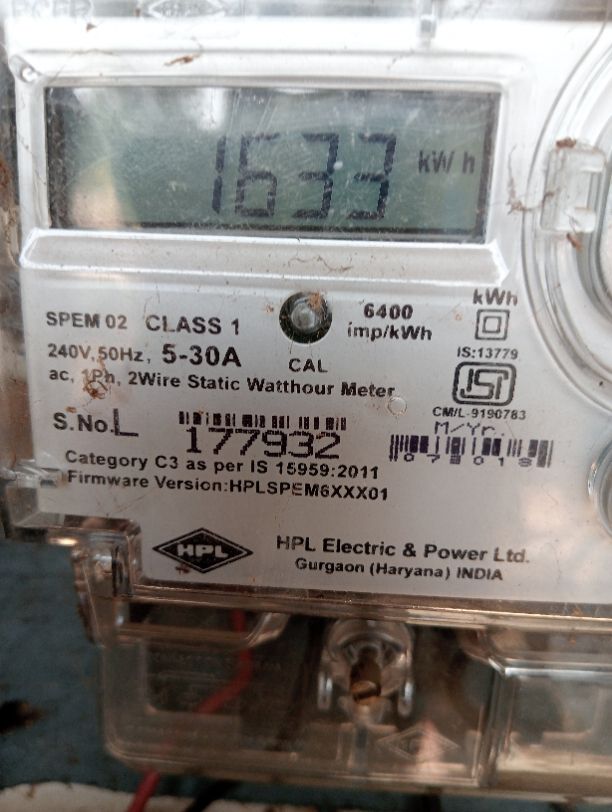 1633 kW h
SPEM 02 CLASS 1
6400
imp/kWh
kWh
240V, 50Hz, 5-30A
CAL
IS:13779
ac, 1Ph, 2Wire Static Watthour Meter
ISI
CM/L-9190783
S.No.L
177932
M/Yr.
Category C3 as per IS 15959:2011
Firmware Version:HPLSPEM6XXX01
HPL
HPL Electric & Power Ltd.
Gurgaon (Haryana) INDIA